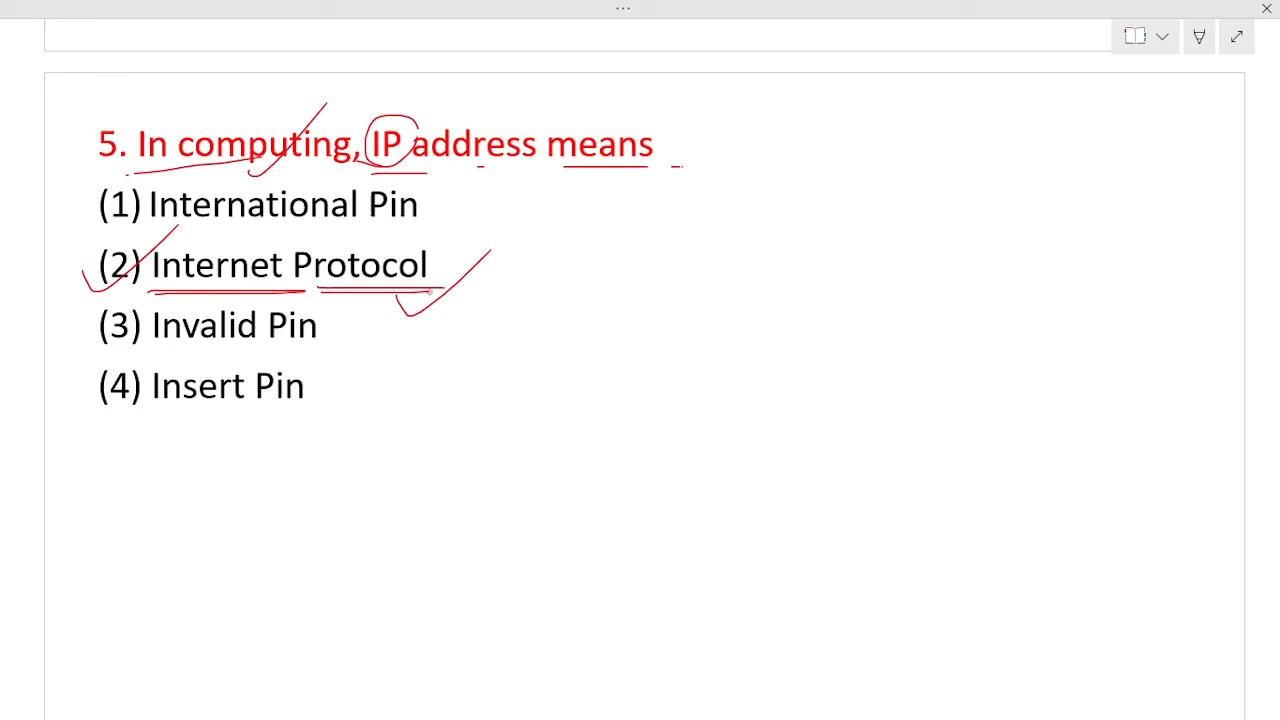 5. In computing, IP address means
(1) International Pin
(2) Internet Protocol
(3) Invalid Pin
(4) Insert Pin